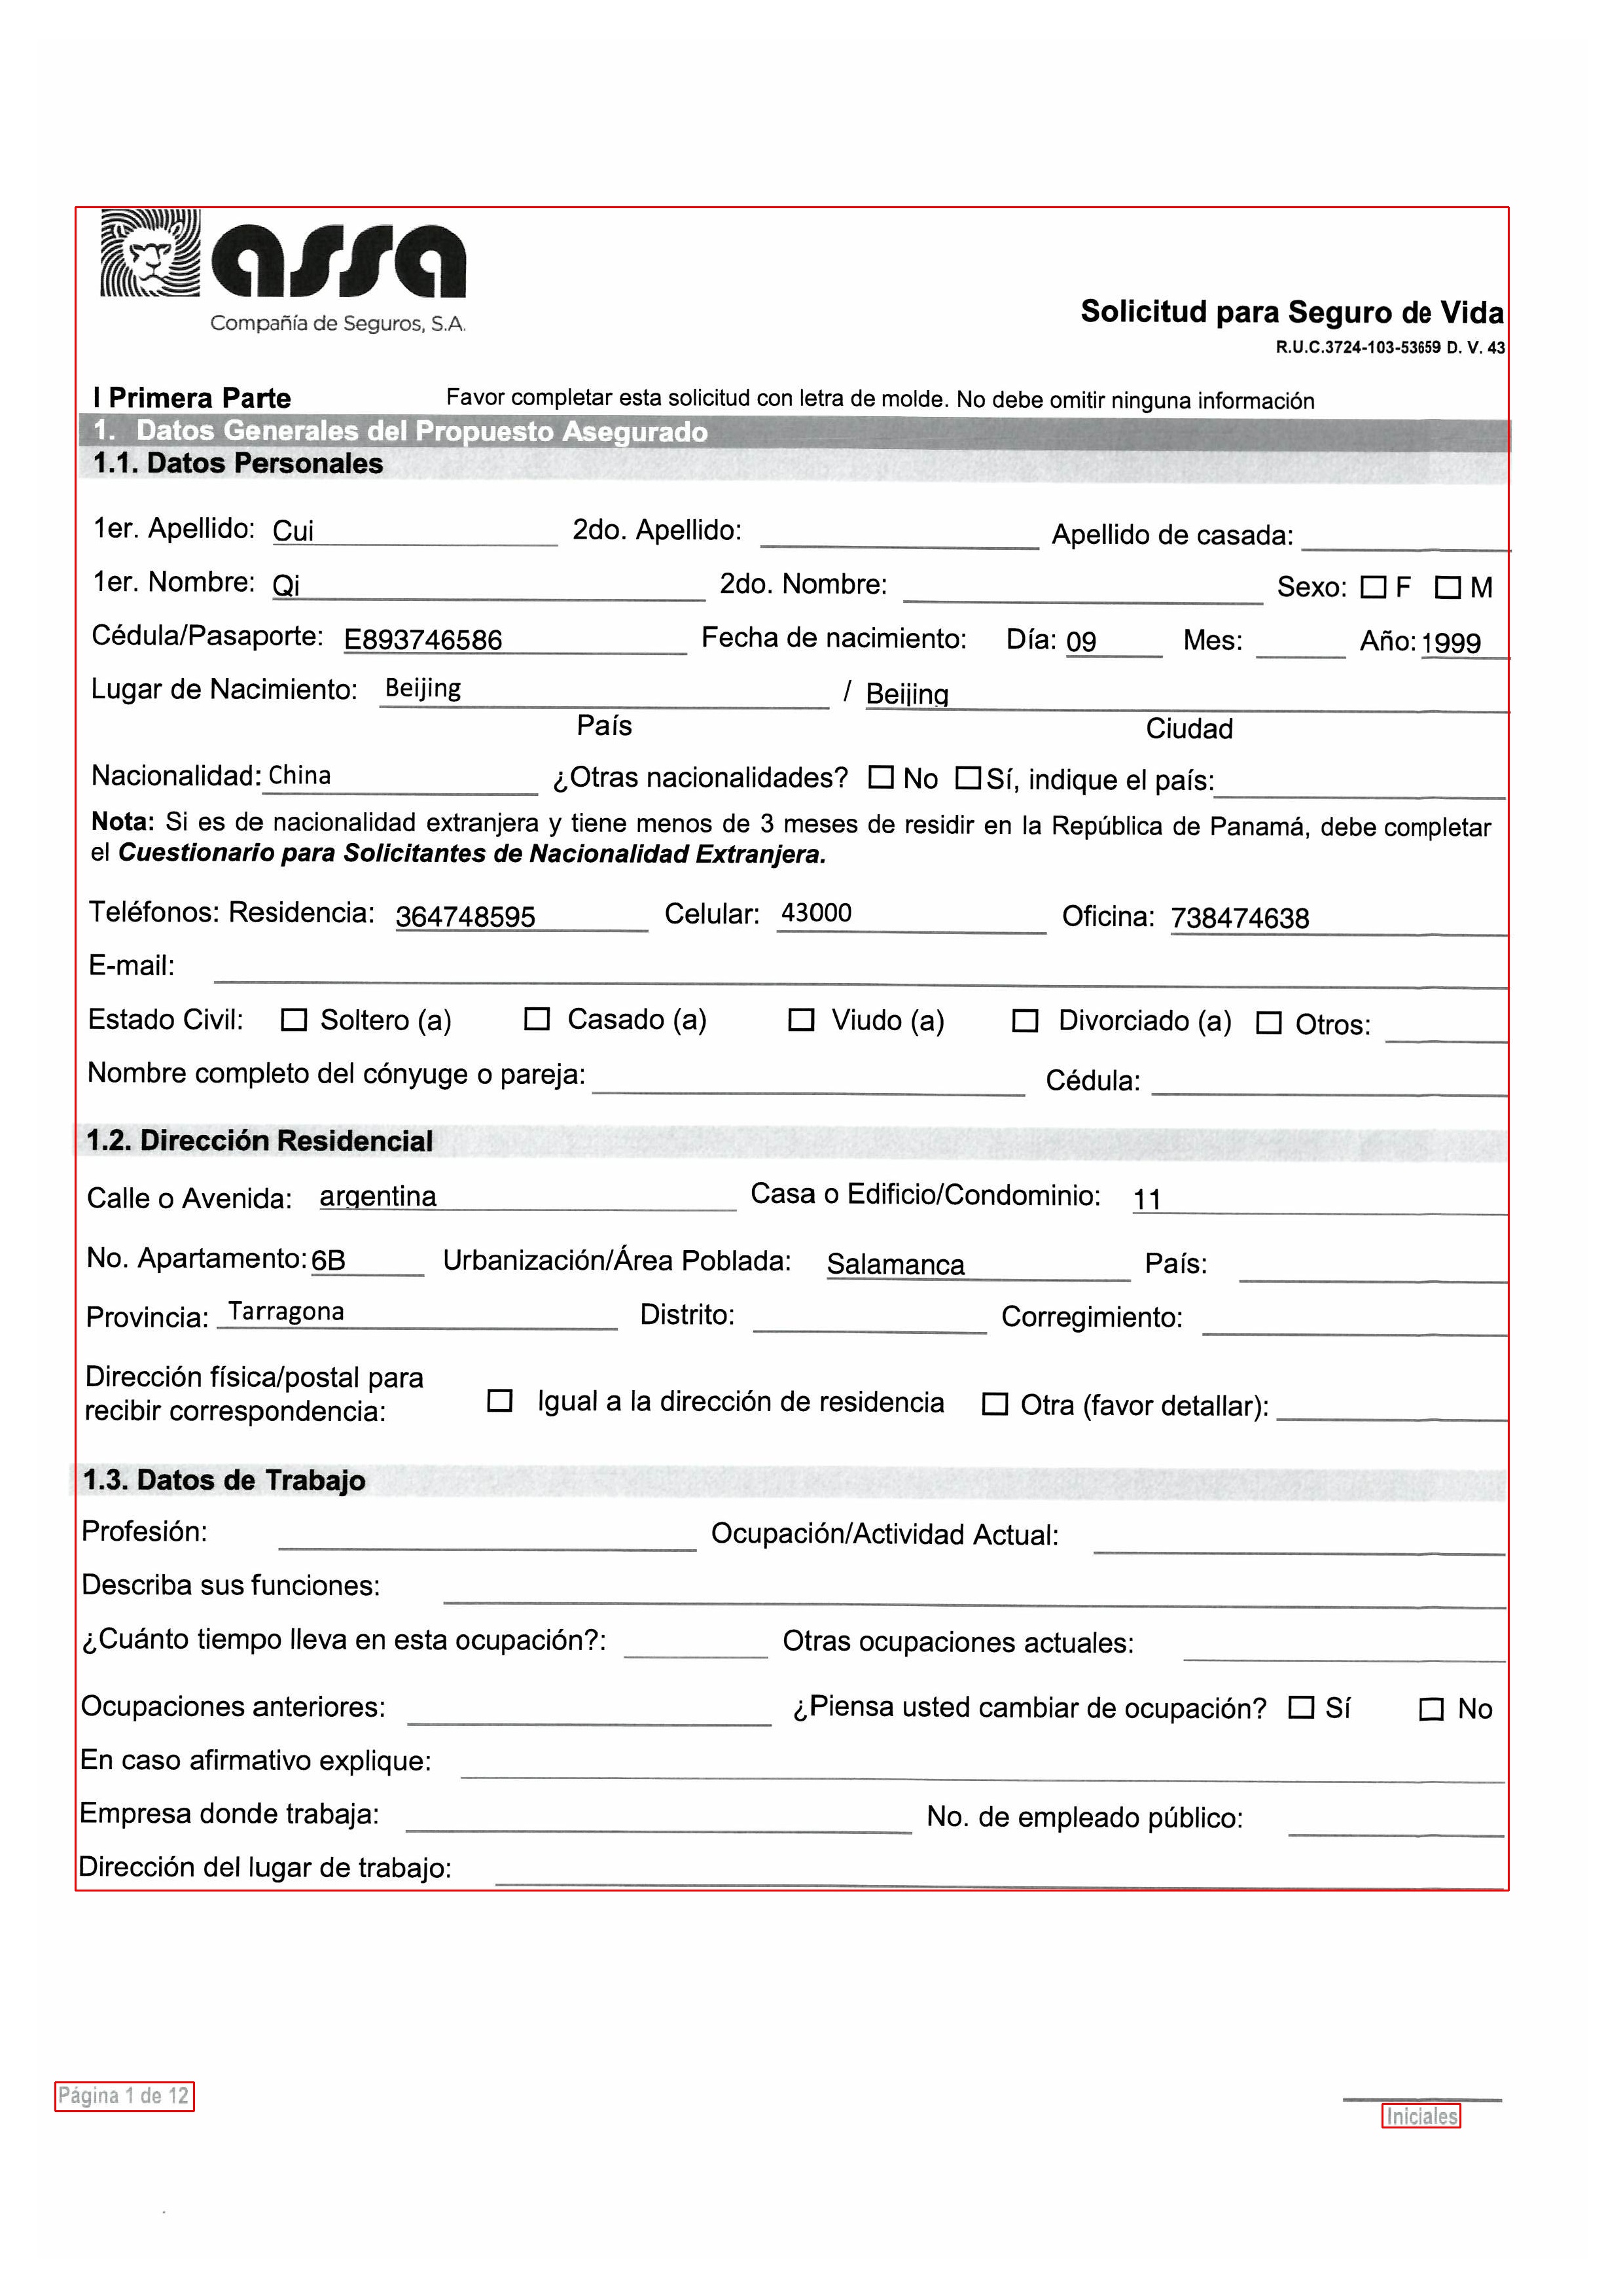 assa
Compañía de Seguros, S.A.
Solicitud para Seguro de Vida
R.U.C.3724-103-53659 D. V. 43
I Primera Parte Favor completar esta solicitud con letra de molde. No debe omitir ninguna información
1. Datos Generales del Propuesto Asegurado
1.1. Datos Personales
1er. Apellido: Cui 2do. Apellido: Apellido de casada:
1er. Nombre: Qi 2do. Nombre: Sexo: F M
Cédula/Pasaporte: E893746586 Fecha de nacimiento: Día: 09 Mes: Año: 1999
Lugar de Nacimiento: Beijing / Beijing
País Ciudad
Nacionalidad: China ¿Otras nacionalidades? No Sí, indique el país:
Nota: Si es de nacionalidad extranjera y tiene menos de 3 meses de residir en la República de Panamá, debe completar
el Cuestionario para Solicitantes de Nacionalidad Extranjera.
Teléfonos: Residencia: 364748595 Celular: 43000 Oficina: 738474638
E-mail:
Estado Civil: Soltero (a) Casado (a) Viudo (a) Divorciado (a) Otros:
Nombre completo del cónyuge o pareja: Cédula:
1.2. Dirección Residencial
Calle o Avenida: argentina Casa o Edificio/Condominio: 11
No. Apartamento: 6B Urbanización/Área Poblada: Salamanca País:
Provincia: Tarragona Distrito: Corregimiento:
Dirección física/postal para
recibir correspondencia: Igual a la dirección de residencia Otra (favor detallar):
1.3. Datos de Trabajo
Profesión: Ocupación/Actividad Actual:
Describa sus funciones:
¿Cuánto tiempo lleva en esta ocupación?: Otras ocupaciones actuales:
Ocupaciones anteriores: ¿Piensa usted cambiar de ocupación? Sí No
En caso afirmativo explique:
Empresa donde trabaja: No. de empleado público:
Dirección del lugar de trabajo:
Página 1 de 12
Iniciales